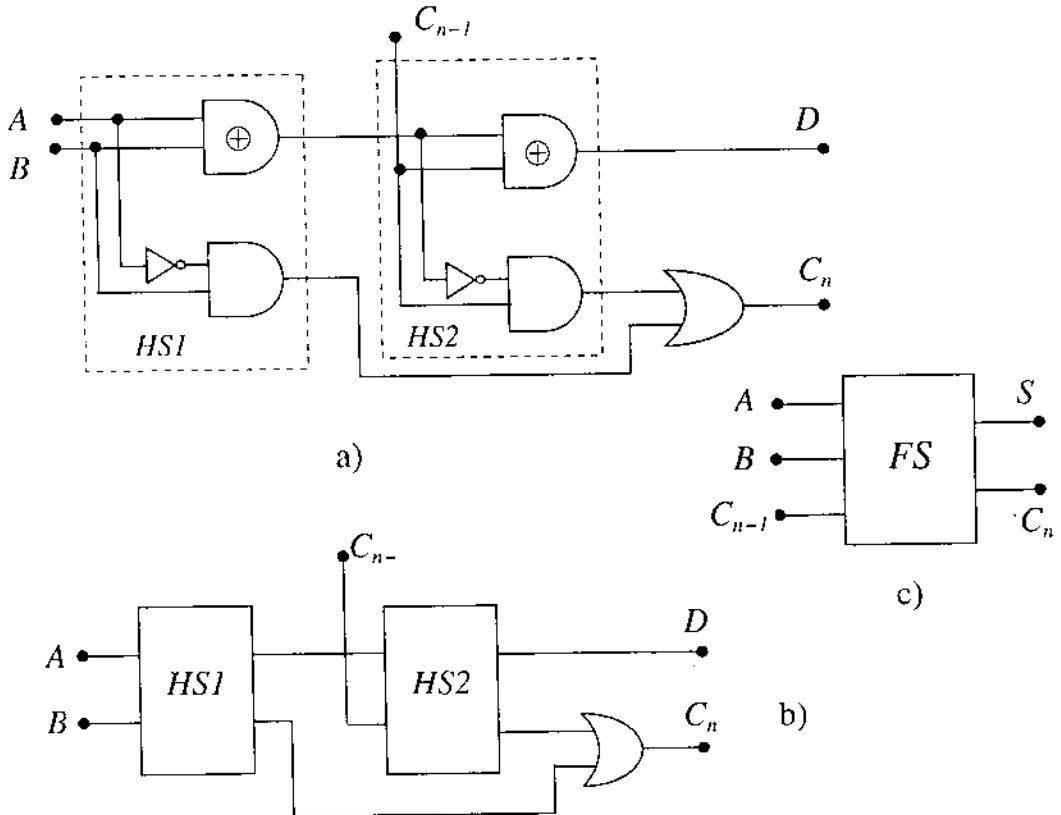 C_{n-1}
A
B
⊕
⊕
D
HS1
HS2
C_n
a)
A
B
C_{n-1}
FS
S
C_n
c)
C_{n-}
A
B
HS1
HS2
D
C_n
b)